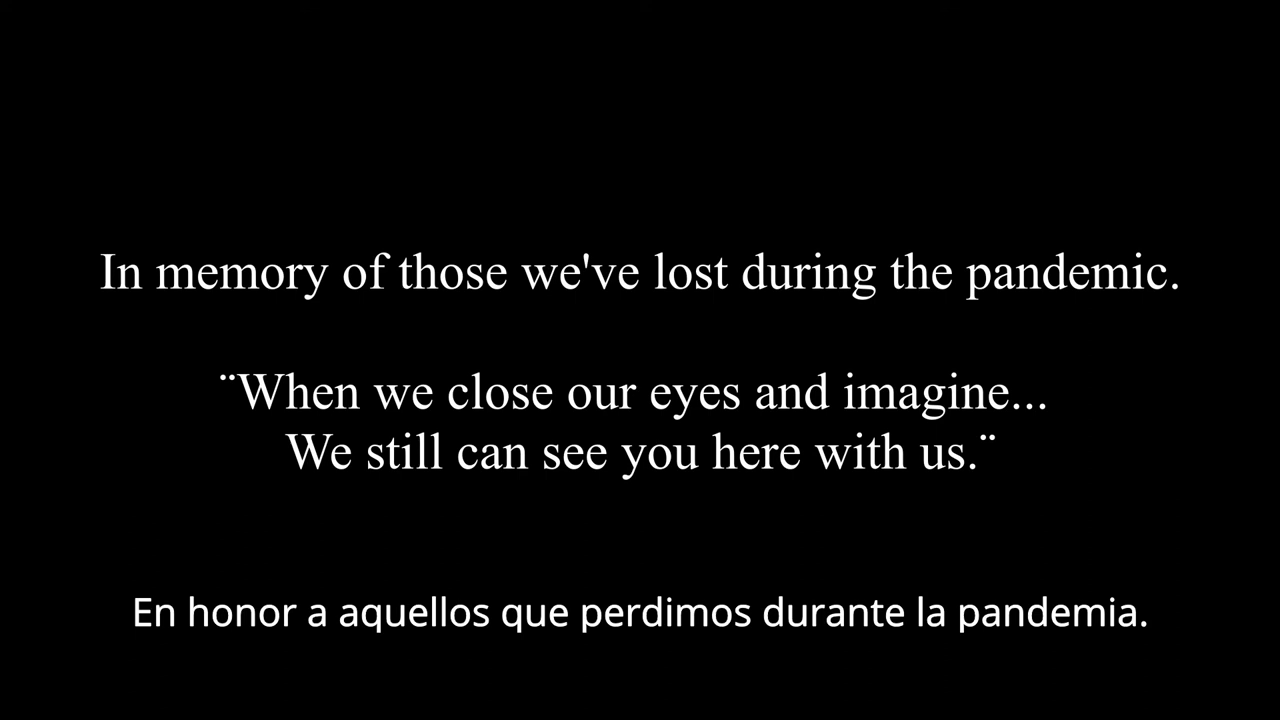 In memory of those we've lost during the pandemic.
¨When we close our eyes and imagine...
We still can see you here with us.¨
En honor a aquellos que perdimos durante la pandemia.